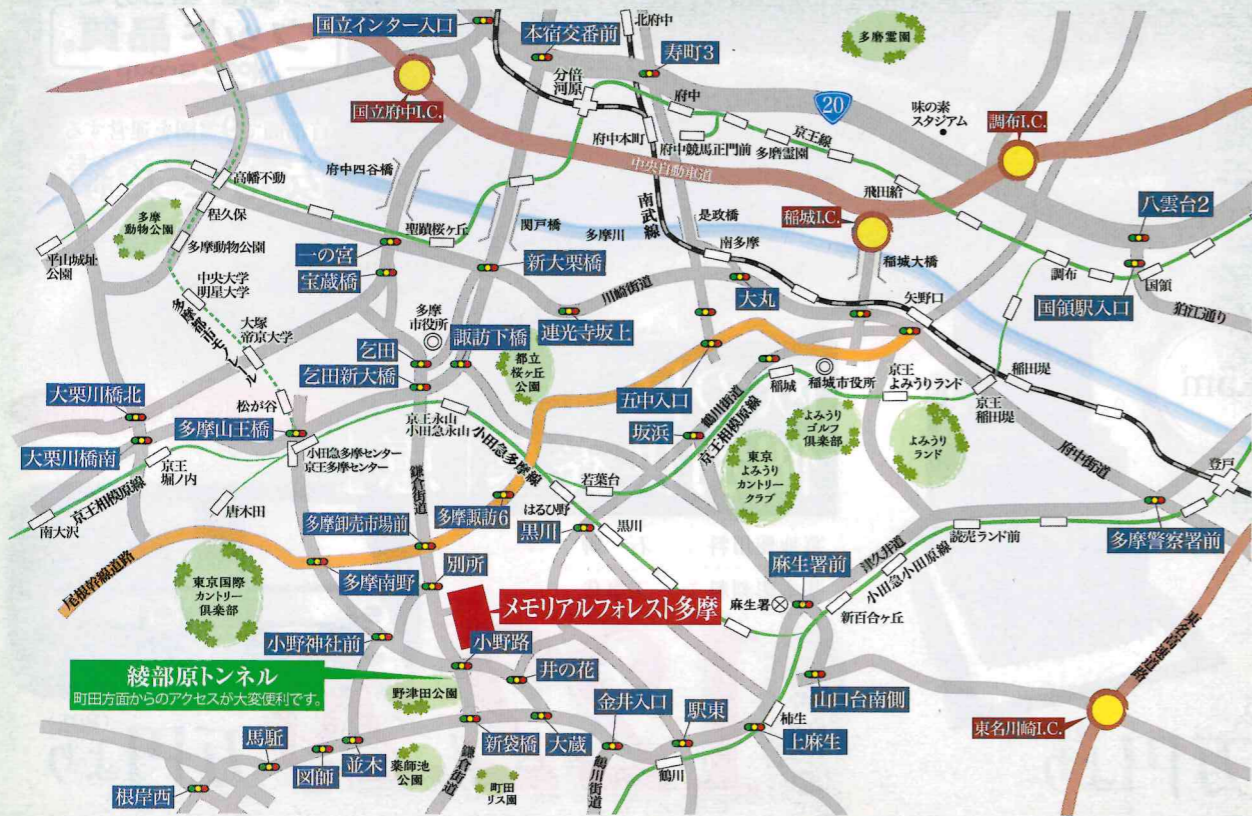 国立インター入口
本宿交番前
北府中
寿町3
多磨霊園
分倍
河原
国立府中I.C.
府中
20
味の素
スタジアム
調布I.C.
府中本町
府中競馬正門前
多磨霊園
京王線
中央自動車道
飛田給
高幡不動
府中四谷橋
程久保
多摩
動物公園
多摩動物公園
平山城址
公園
聖蹟桜ヶ丘
関戸橋
多摩川
南武線
是政橋
稲城I.C.
八雲台2
一の宮
宝蔵橋
新大栗橋
南多摩
稲城大橋
調布
国領
国領駅入口
狛江通り
中央大学
明星大学
多摩都市モノレール
大塚
帝京大学
川崎街道
大丸
矢野口
連光寺坂上
多摩
市役所
諏訪下橋
乞田
乞田新大橋
都立
桜ヶ丘
公園
五中入口
稲城
稲城市役所
京王
よみうりランド
京王
稲田堤
稲田堤
大栗川橋北
大栗川橋南
松が谷
多摩山王橋
京王永山
小田急永山
小田急多摩線
鶴川街道
京王相模原線
坂浜
よみうり
ゴルフ
倶楽部
よみうり
ランド
府中街道
登戸
京王
堀ノ内
小田急多摩センター
京王多摩センター
東京
よみうり
カントリー
クラブ
南大沢
京王相模原線
唐木田
鎌倉街道
若葉台
はるひ野
多摩諏訪6
黒川
黒川
多摩卸売市場前
読売ランド前
多摩警察署前
尾根幹線道路
東京国際
カントリー
倶楽部
多摩南野
別所
麻生署前
津久井道
小田急小田原線
メモリアルフォレスト多摩
麻生署
新百合ヶ丘
東名高速道路
小野神社前
小野路
綾部原トンネル
町田方面からのアクセスが大変便利です。
野津田公園
井の花
金井入口
駅東
山口台南側
東名川崎I.C.
柿生
上麻生
馬駈
図師
並木
薬師池
公園
新袋橋
大蔵
鎌倉街道
町田
リス園
鶴川街道
鶴川
根岸西